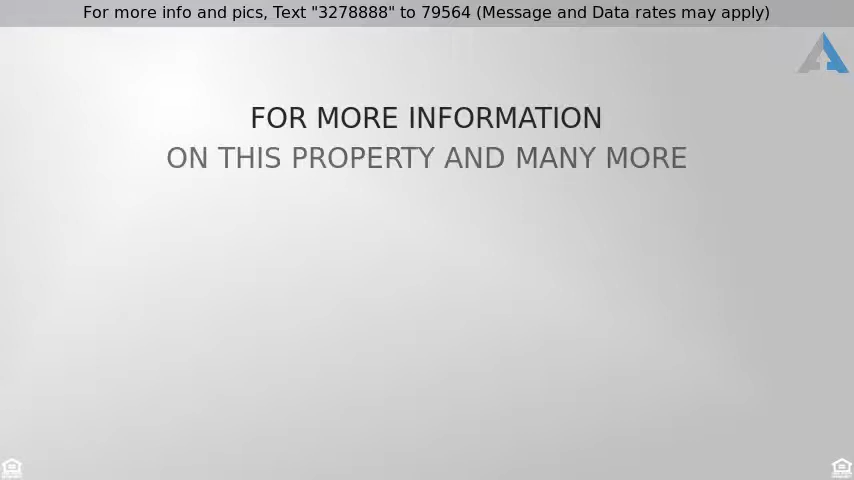 For more info and pics, Text "3278888" to 79564 (Message and Data rates may apply)
FOR MORE INFORMATION
ON THIS PROPERTY AND MANY MORE